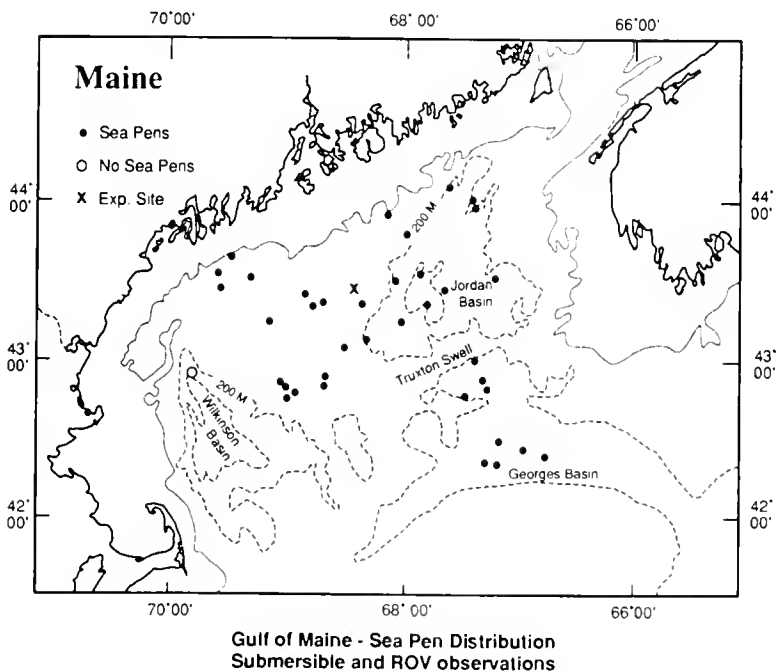 70° 00' 68° 00' 66° 00'
Maine
Sea Pens
No Sea Pens
x Exp. Site
44° 00'
44° 00'
200 M
Jordan Basin
43° 00'
43° 00'
Truxton Swell
200 M
Wilkinson Basin
Georges Basin
42° 00'
42° 00'
70° 00' 68° 00' 66° 00'
Gulf of Maine - Sea Pen Distribution
Submersible and ROV observations